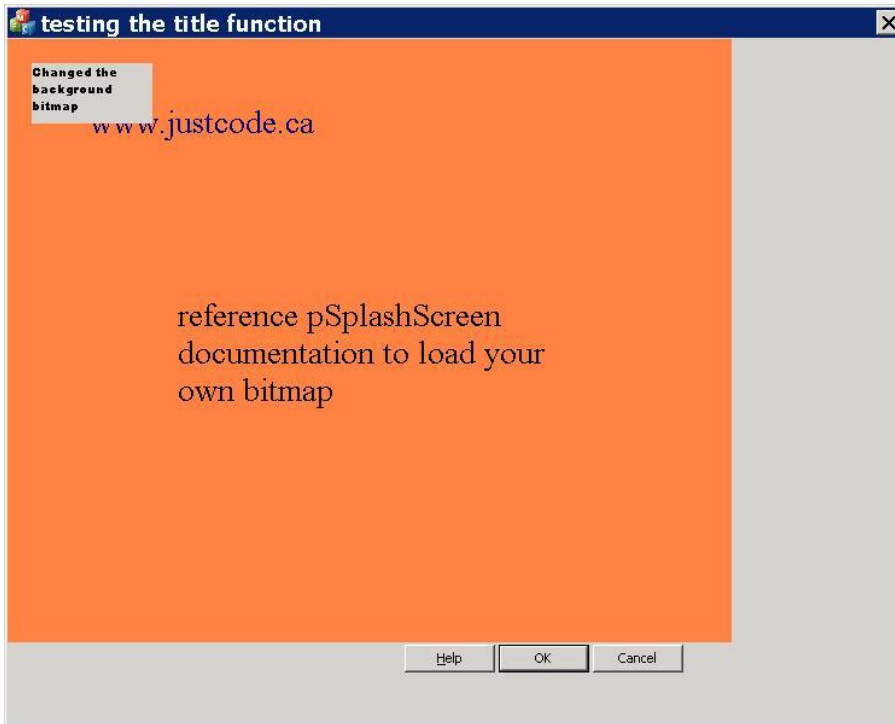 testing the title function
Changed the
background
bitmap
www.justcode.ca
reference pSplashScreen
documentation to load your
own bitmap
Help
OK
Cancel